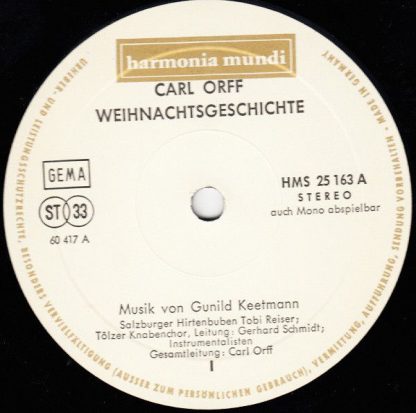 harmonia mundi
CARL ORFF
WEIHNACHTSGESCHICHTE
GEMA
ST 33
60 417 A
HMS 25 163 A
STEREO
auch Mono abspielbar
Musik von Gunild Keetmann
Salzburger Hirtenbuben Tobi Reiser;
Tölzer Knabenchor, Leitung: Gerhard Schmidt;
Instrumentalisten
Gesamtleitung: Carl Orff
I
URHEBER- UND LEISTUNGSSCHUTZRECHTE, BESONDERS VERVIELFÄLTIGUNG (AUSSER ZUM PERSÖNLICHEN GEBRAUCH), VERMIETUNG, AUFFÜHRUNG, SENDUNG, VORBEHALTEN · MADE IN GERMANY